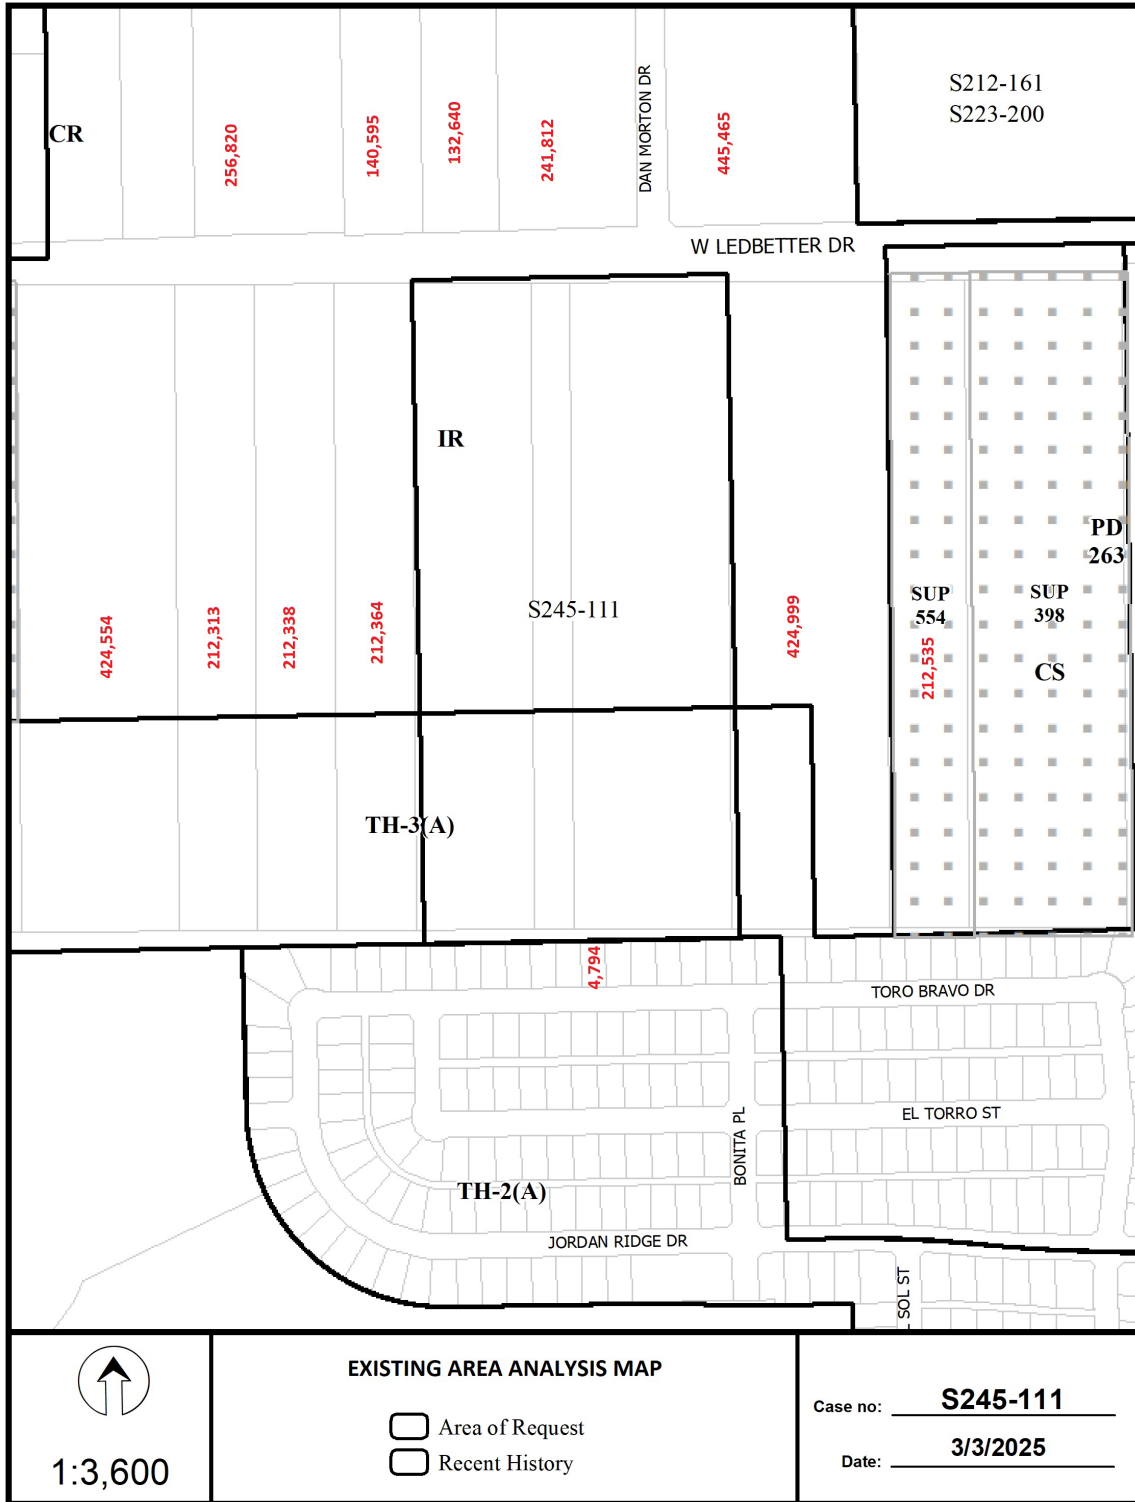 S212-161
S223-200
CR
256,820
140,595
132,640
241,812
DAN MORTON DR
445,465
W LEDBETTER DR
IR
PD
263
SUP
554
SUP
398
S245-111
424,554
212,313
212,338
212,364
424,999
212,535
CS
TH-3(A)
4,794
TORO BRAVO DR
EL TORRO ST
BONITA PL
TH-2(A)
JORDAN RIDGE DR
SOL ST
1:3,600
EXISTING AREA ANALYSIS MAP
Area of Request
Recent History
Case no: S245-111
Date: 3/3/2025